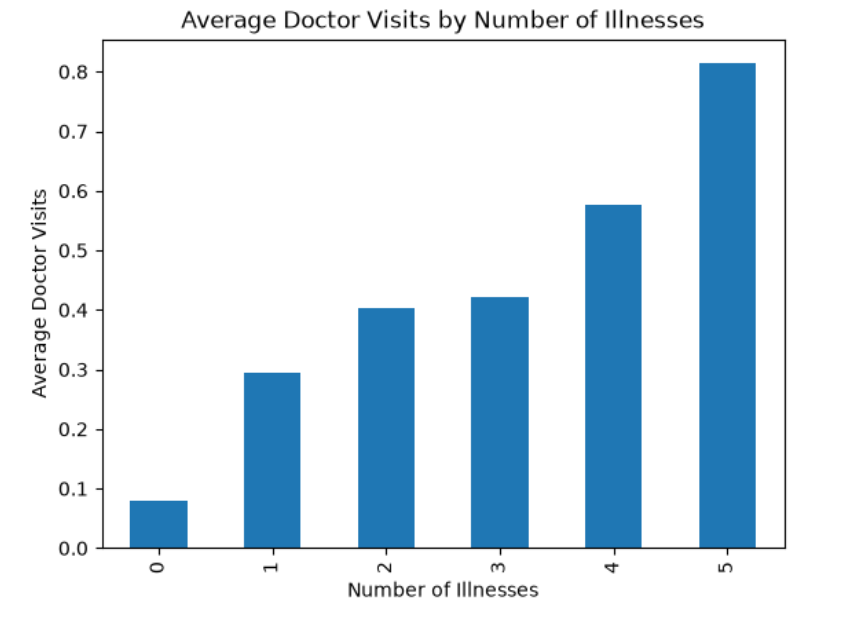 Average Doctor Visits by Number of Illnesses
0.8
0.7
0.6
0.5
0.4
0.3
0.2
0.1
0.0
Average Doctor Visits
0 1 2 3 4 5
Number of Illnesses